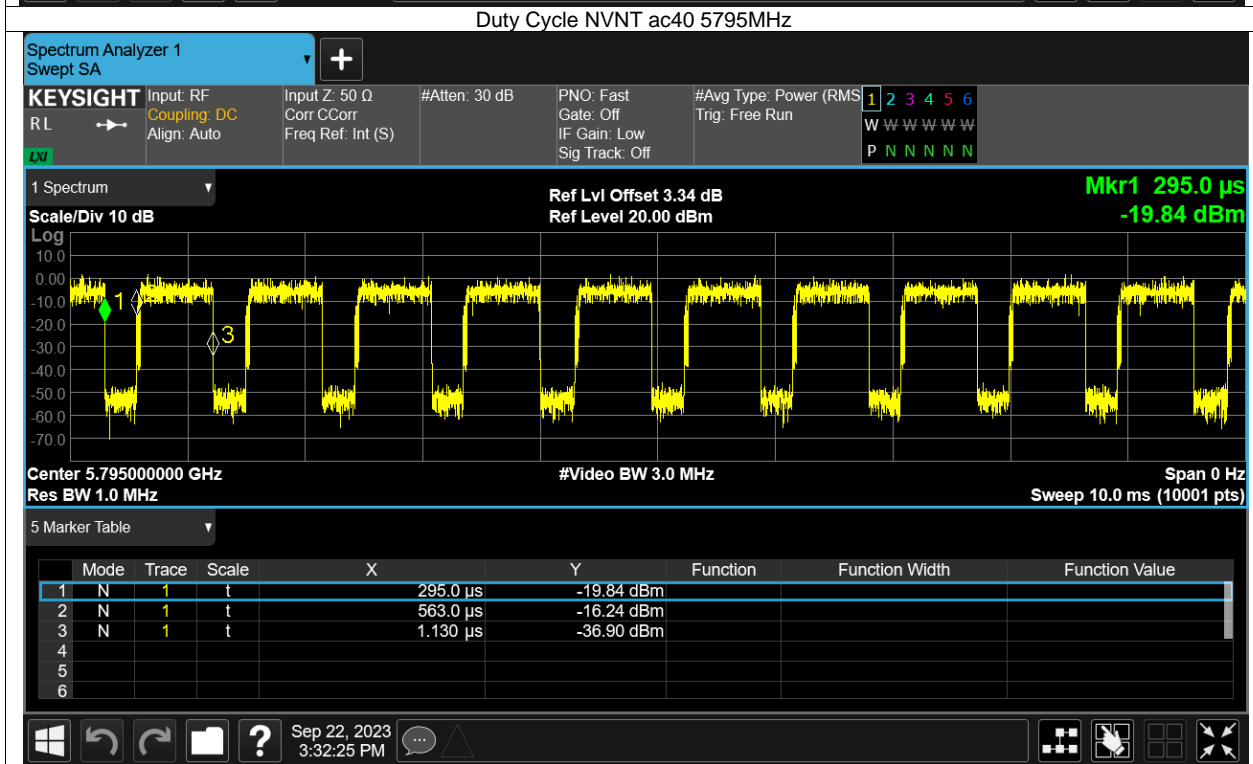 Duty Cycle NVNT ac40 5795MHz
Spectrum Analyzer 1
Swept SA
+
KEYSIGHT
RL
LXI
Input: RF
Coupling: DC
Align: Auto
Input Z: 50 Ω
Corr CCorr
Freq Ref: Int (S)
#Atten: 30 dB
PNO: Fast
Gate: Off
IF Gain: Low
Sig Track: Off
#Avg Type: Power (RMS
Trig: Free Run
1 2 3 4 5 6
W W W W W W
P N N N N N
1 Spectrum
Scale/Div 10 dB
Ref Lvl Offset 3.34 dB
Ref Level 20.00 dBm
Mkr1 295.0 µs
-19.84 dBm
Log
10.0
0.00
-10.0
-20.0
-30.0
-40.0
-50.0
-60.0
-70.0
1
3
Center 5.795000000 GHz
#Video BW 3.0 MHz
Span 0 Hz
Res BW 1.0 MHz
Sweep 10.0 ms (10001 pts)
5 Marker Table
Mode Trace Scale X Y Function Function Width Function Value
1 N 1 t 295.0 µs -19.84 dBm
2 N 1 t 563.0 µs -16.24 dBm
3 N 1 t 1.130 µs -36.90 dBm
4
5
6
?
Sep 22, 2023
3:32:25 PM